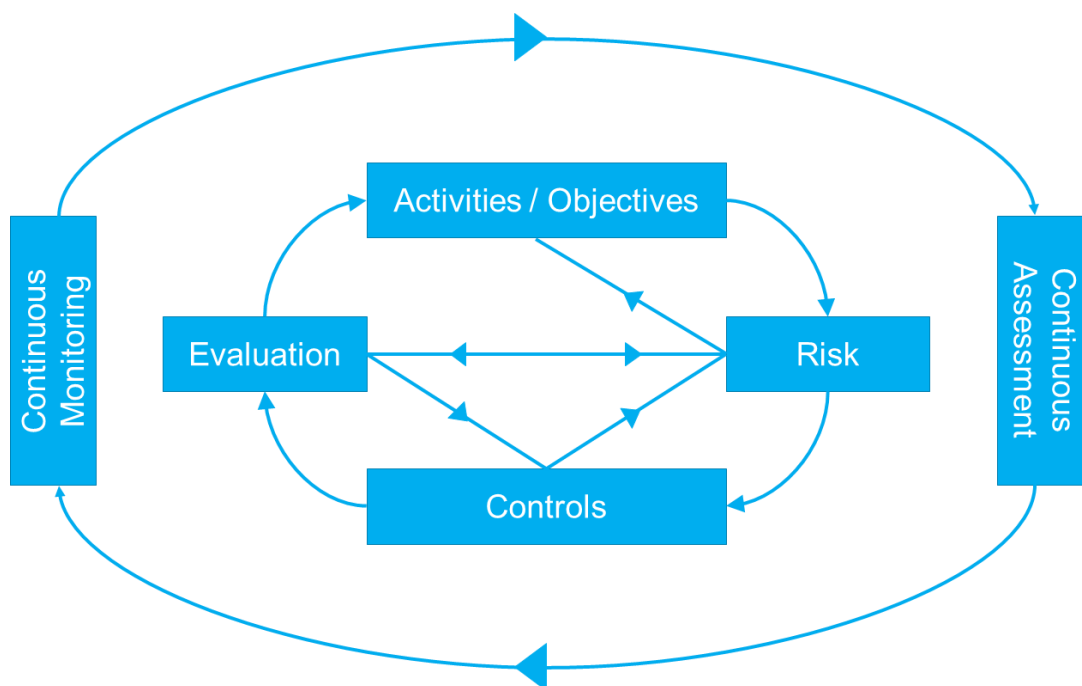 Activities / Objectives
Continuous
Monitoring
Evaluation
Risk
Continuous
Assessment
Controls